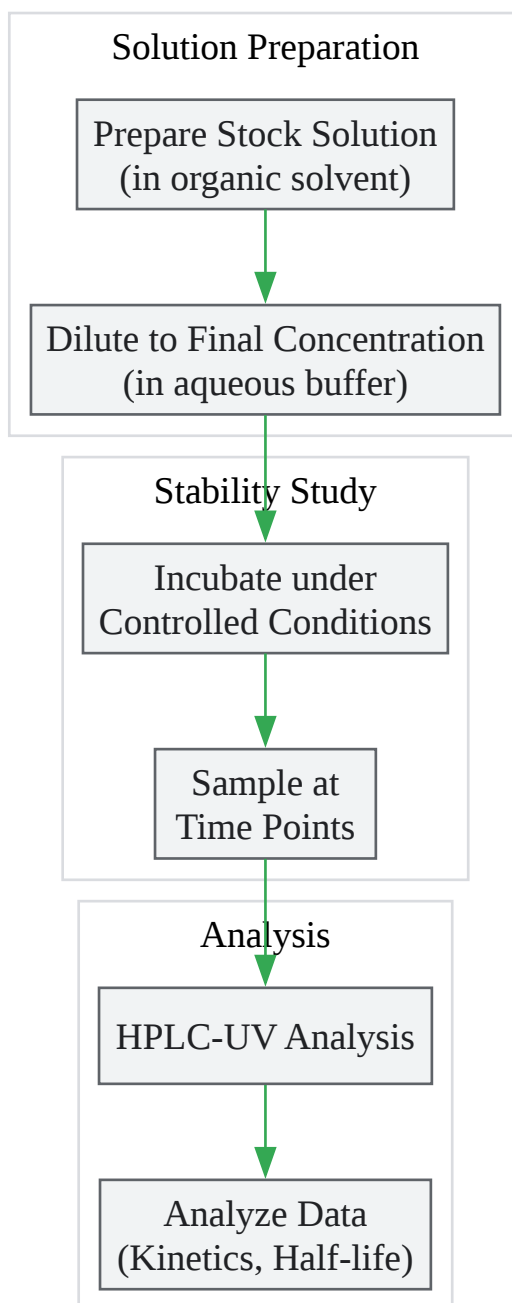 Solution Preparation
Prepare Stock Solution
(in organic solvent)
Dilute to Final Concentration
(in aqueous buffer)
Stability Study
Incubate under
Controlled Conditions
Sample at
Time Points
Analysis
HPLC-UV Analysis
Analyze Data
(Kinetics, Half-life)